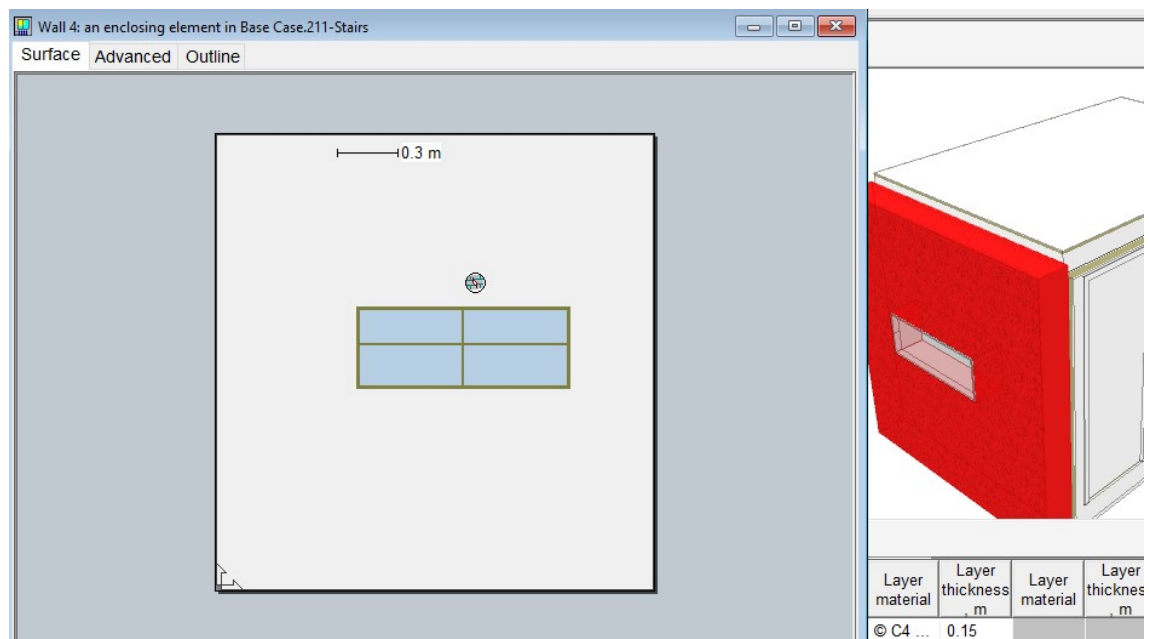 Wall 4: an enclosing element in Base Case.211-Stairs
Surface Advanced Outline
0.3 m
Layer material
Layer thickness , m
Layer material
Layer thicknes , m
© C4 ... 0.15